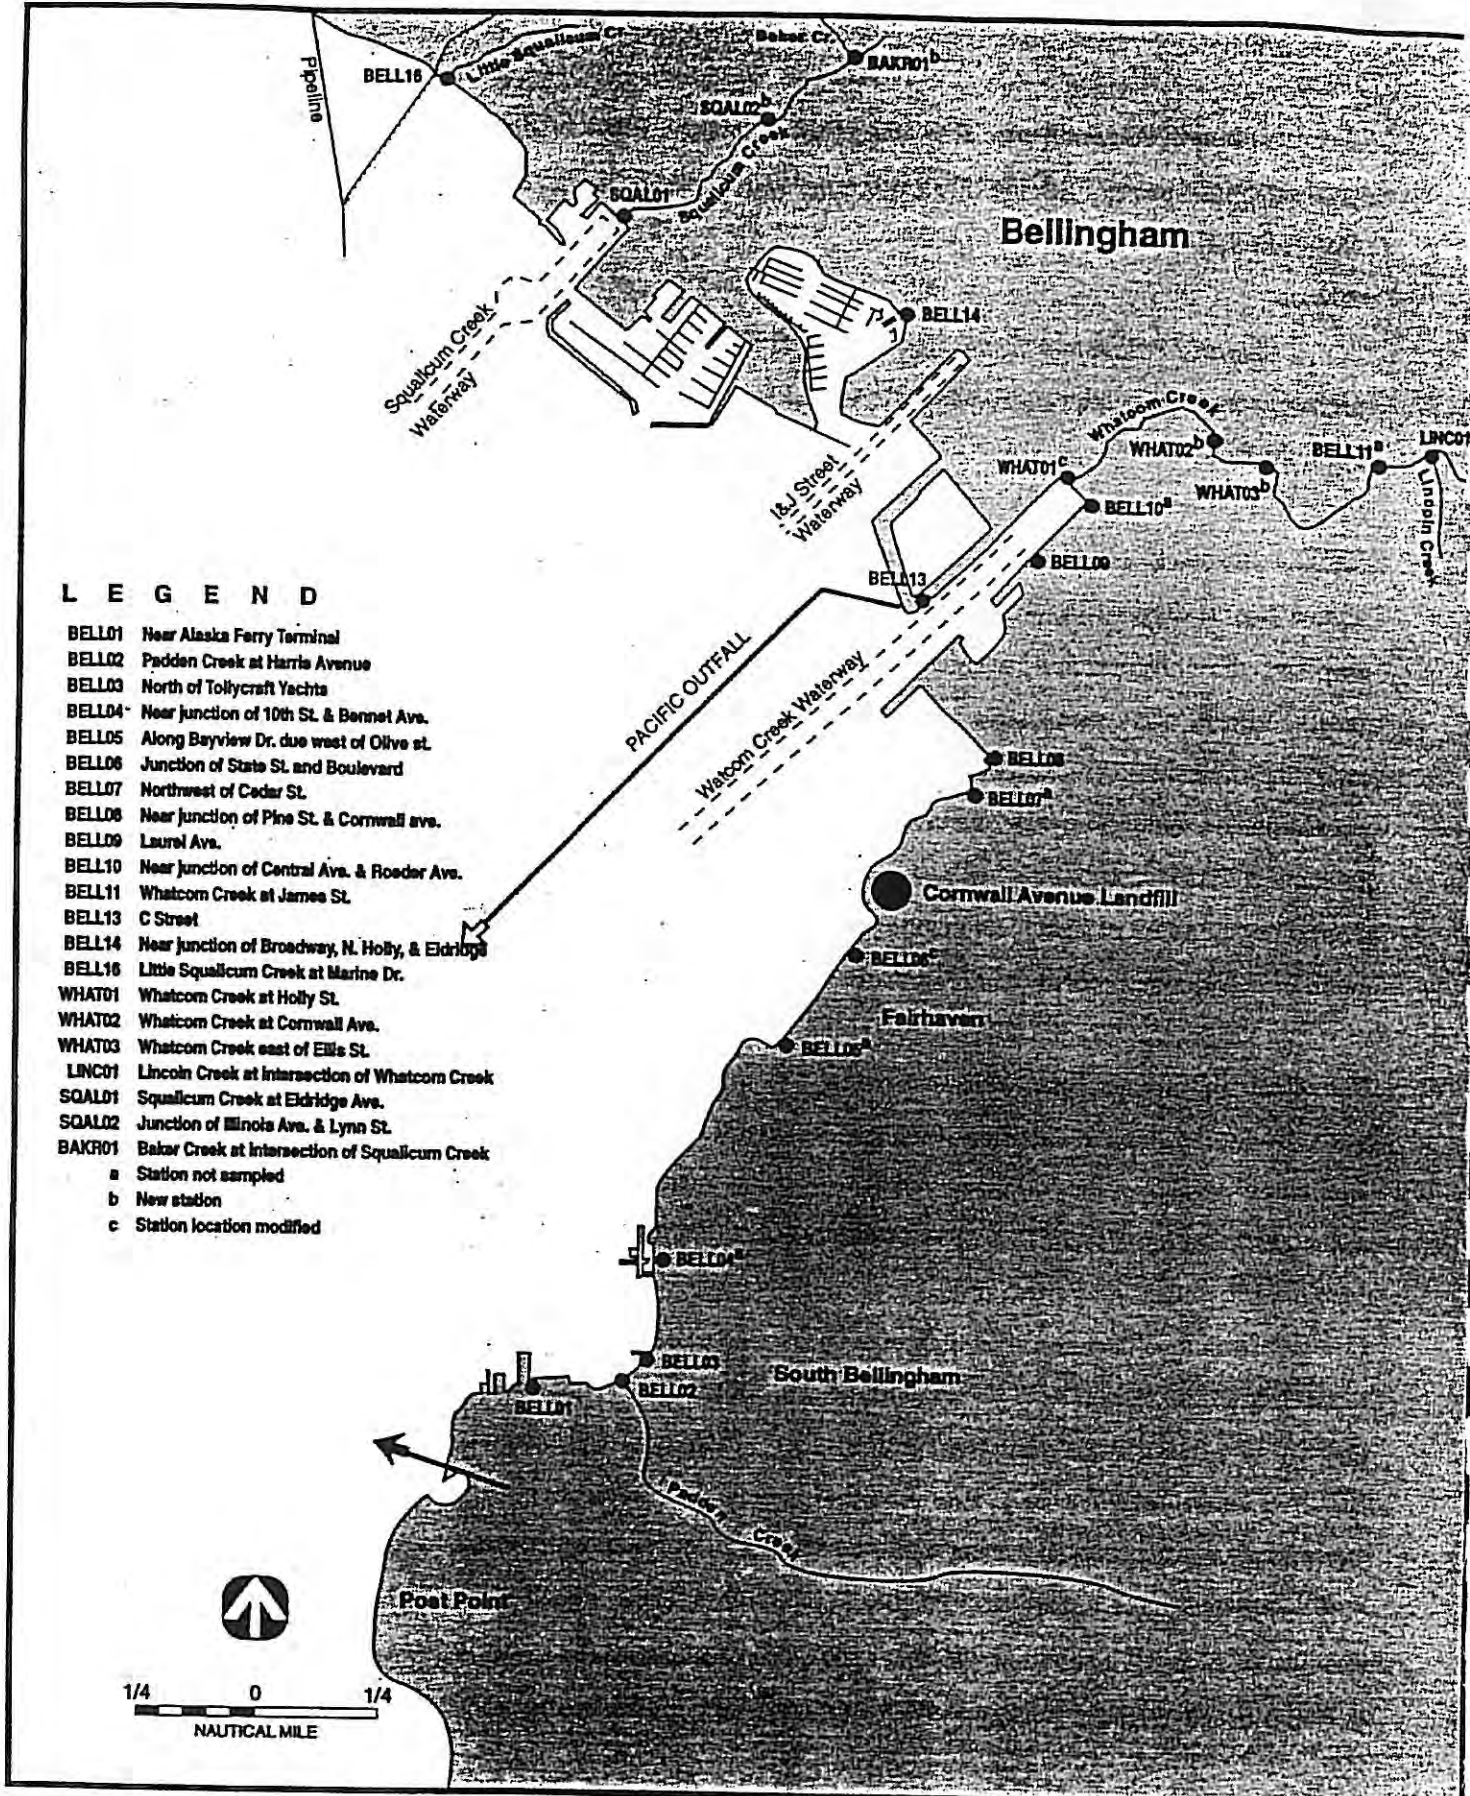 Pipeline
BELL16
Little Squalicum Cr.
Baker Cr.
BAKR01b
SQAL02b
Squalicum Creek
SQAL01
Bellingham
BELL14
Squalicum Creek
Waterway
I&J Street
Waterway
Whatcom Creek
WHAT01c
WHAT02b
WHAT03b
BELL11a
LINC01
Lincoln Creek
BELL10a
BELL09
BELL13
PACIFIC OUTFALL
Watcom Creek Waterway
BELL08
BELL07a
Cornwall Avenue Landfill
BELL06c
Fairhaven
BELL05a
BELL04a
BELL03
BELL02
BELL01
South Bellingham
Padden Creek
Post Point
LEGEND
BELL01 Near Alaska Ferry Terminal
BELL02 Padden Creek at Harris Avenue
BELL03 North of Tollycraft Yachts
BELL04 Near junction of 10th St. & Bennet Ave.
BELL05 Along Bayview Dr. due west of Olive st.
BELL06 Junction of State St. and Boulevard
BELL07 Northwest of Cedar St.
BELL08 Near junction of Pine St. & Cornwall ave.
BELL09 Laurel Ave.
BELL10 Near junction of Central Ave. & Roeder Ave.
BELL11 Whatcom Creek at James St.
BELL13 C Street
BELL14 Near junction of Broadway, N. Holly, & Eldridge
BELL16 Little Squalicum Creek at Marine Dr.
WHAT01 Whatcom Creek at Holly St.
WHAT02 Whatcom Creek at Cornwall Ave.
WHAT03 Whatcom Creek east of Ellis St.
LINC01 Lincoln Creek at intersection of Whatcom Creek
SQAL01 Squalicum Creek at Eldridge Ave.
SQAL02 Junction of Illinois Ave. & Lynn St.
BAKR01 Baker Creek at intersection of Squalicum Creek
a Station not sampled
b New station
c Station location modified
1/4 0 1/4
NAUTICAL MILE